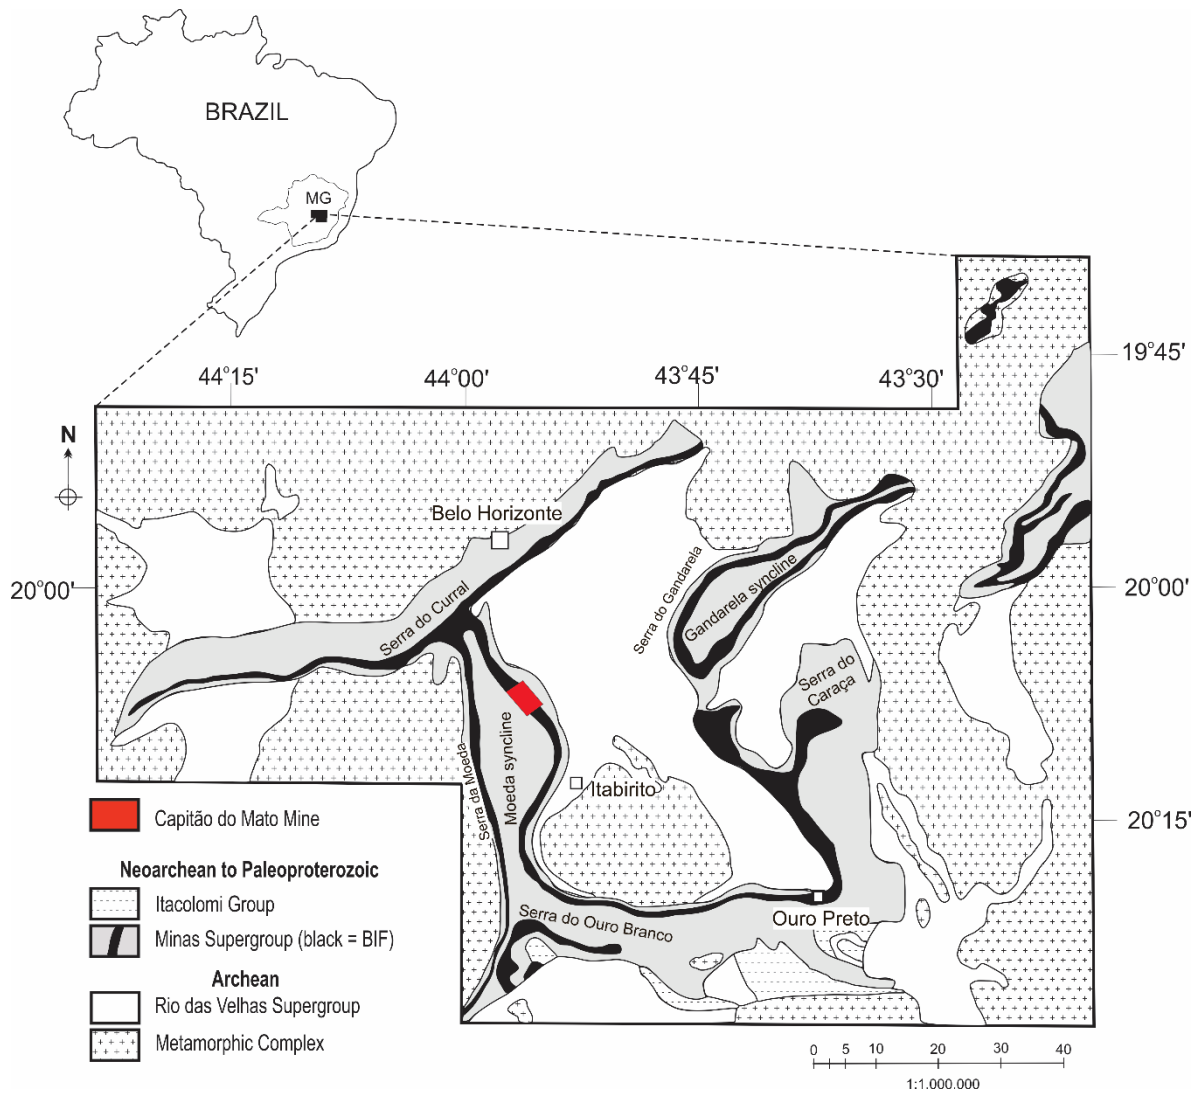 BRAZIL
MG
44°15'
44°00'
43°45'
43°30'
19°45'
N
Belo Horizonte
20°00'
20°00'
Serra do Curral
Serra do Gandarela
Gandarela syncline
Serra do
Caraça
Serra da Moeda
Moeda syncline
Itabirito
20°15'
Ouro Preto
Serra do Ouro Branco
Capitão do Mato Mine
Neoarchean to Paleoproterozoic
Itacolomi Group
Minas Supergroup (black = BIF)
Archean
Rio das Velhas Supergroup
Metamorphic Complex
0 5 10 20 30 40
1:1.000.000